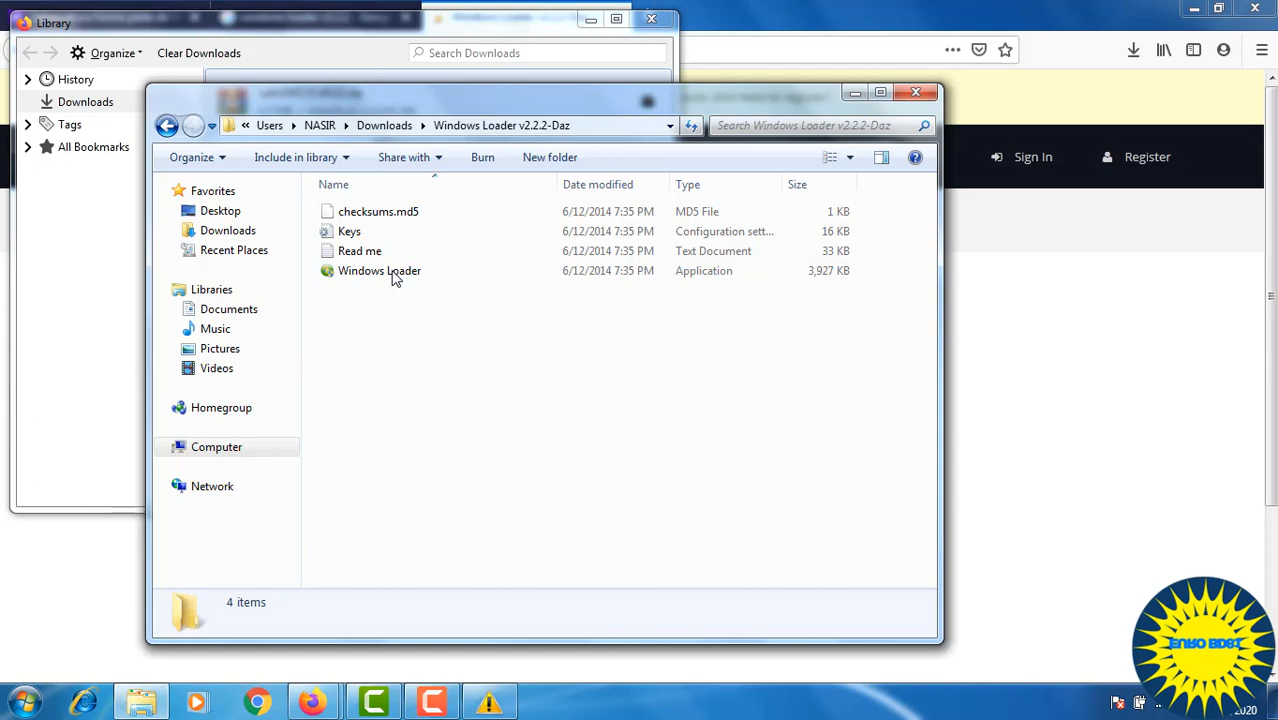 Library
Organize
Clear Downloads
Search Downloads
History
Downloads
Tags
All Bookmarks
Sign In
Register
« Users NASIR Downloads Windows Loader v2.2.2-Daz
Search Windows Loader v2.2.2-Daz
Organize
Include in library
Share with
Burn
New folder
Name Date modified Type Size
Favorites
Desktop
Downloads
Recent Places
Libraries
Documents
Music
Pictures
Videos
Homegroup
Computer
Network
checksums.md5 6/12/2014 7:35 PM MD5 File 1 KB
Keys 6/12/2014 7:35 PM Configuration sett... 16 KB
Read me 6/12/2014 7:35 PM Text Document 33 KB
Windows Loader 6/12/2014 7:35 PM Application 3,927 KB
4 items
2020